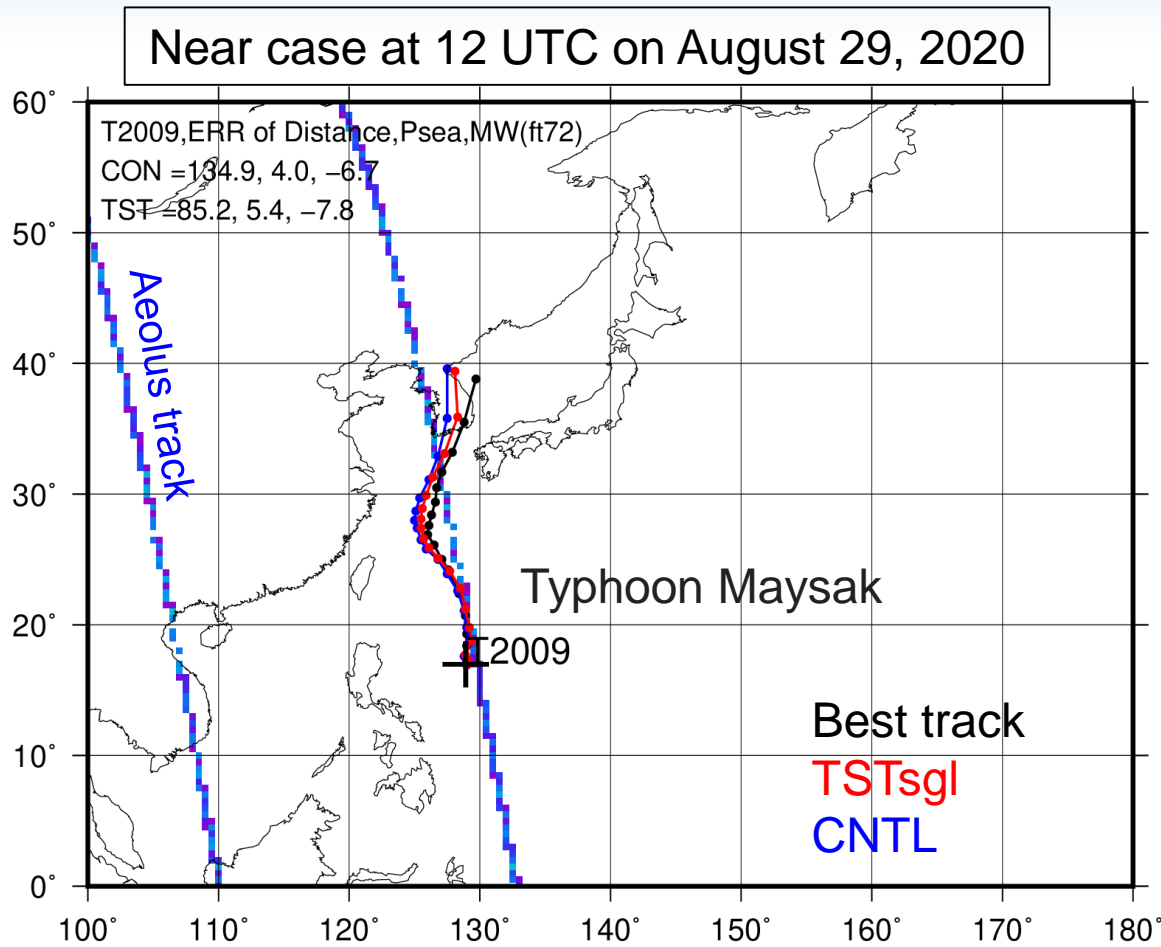 Near case at 12 UTC on August 29, 2020
60°
T2009,ERR of Distance,Psea,MW(ft72)
CON =134.9, 4.0, −6.7
TST =85.2, 5.4, −7.8
50°
Aeolus track
40°
30°
Typhoon Maysak
20°
T2009
Best track
10°
TSTsgl
CNTL
0°
100° 110° 120° 130° 140° 150° 160° 170° 180°